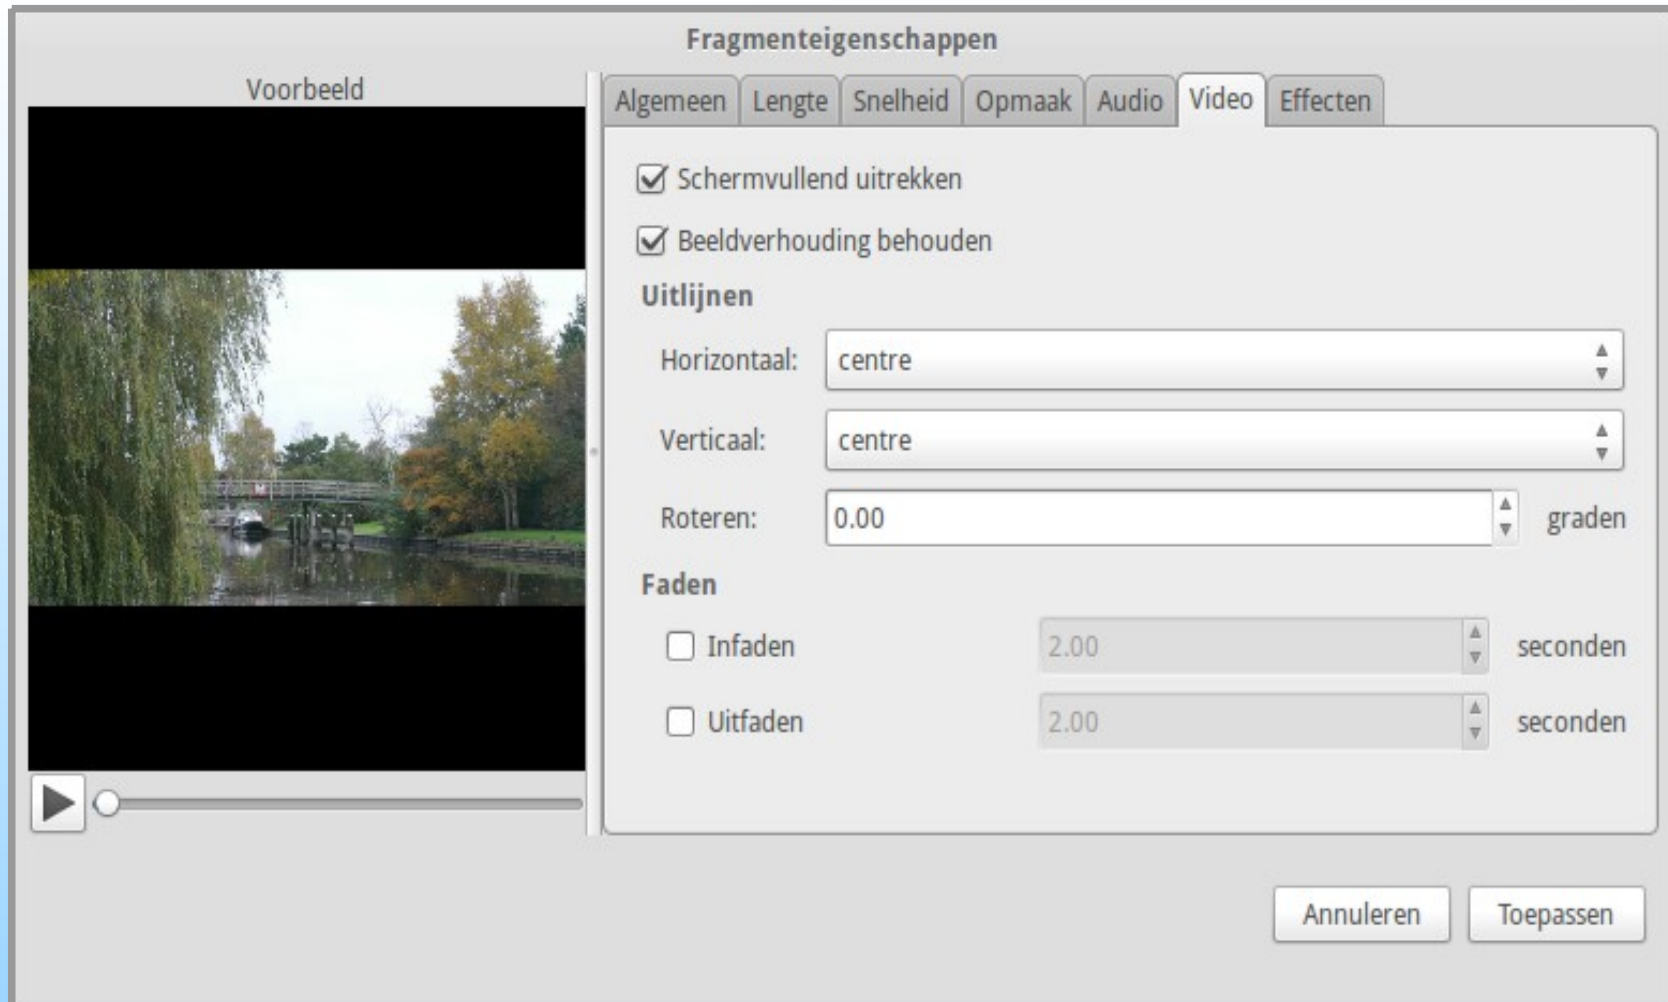 Fragmenteigenschappen
Voorbeeld
Algemeen Lengte Snelheid Opmaak Audio Video Effecten
Schermvullend uitrekken
Beeldverhouding behouden
Uitlijnen
Horizontaal: centre
Verticaal: centre
Roteren: 0.00 graden
Faden
Infaden 2.00 seconden
Uitfaden 2.00 seconden
Annuleren Toepassen